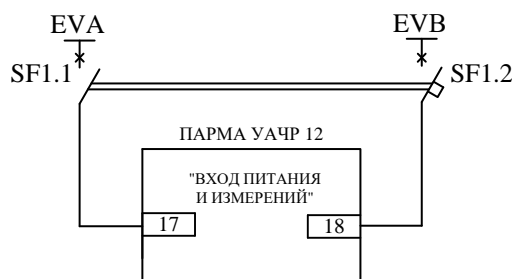 EVA EVB
SF1.1 SF1.2
ПАРМА УАЧР 12
"ВХОД ПИТАНИЯ
И ИЗМЕРЕНИЙ"
17 18